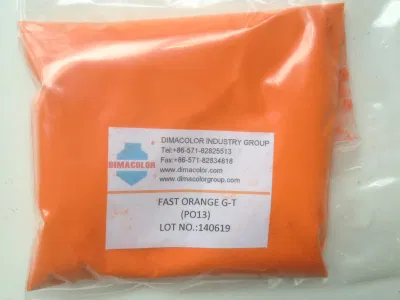 DIMACOLOR INDUSTRY GROUP
Tel:+86-571-82825513
Fax:+86-571-82834818
www.dimacolor.com
www.dimacolorgroup.com
DIMACOLOR
FAST ORANGE G-T
(PO13)
LOT NO.:140619